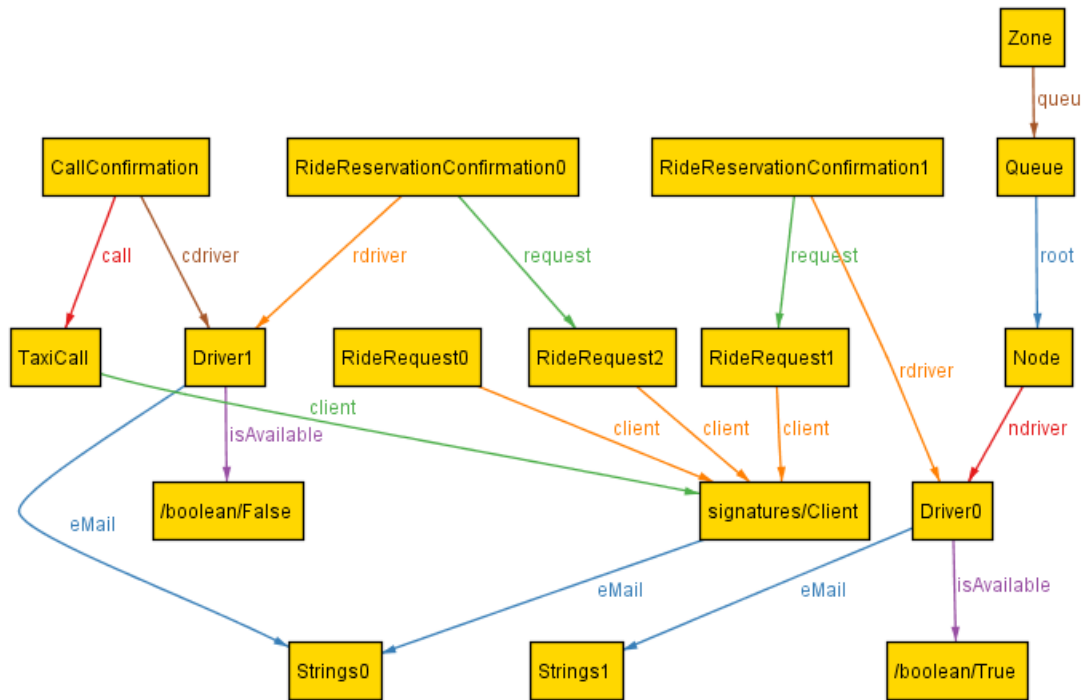 Zone
queu
CallConfirmation
RideReservationConfirmation0
RideReservationConfirmation1
Queue
call
cdriver
rdriver
request
request
root
TaxiCall
Driver1
RideRequest0
RideRequest2
RideRequest1
Node
rdriver
client
isAvailable
client
client
client
ndriver
/boolean/False
signatures/Client
Driver0
eMail
eMail
eMail
isAvailable
Strings0
Strings1
/boolean/True